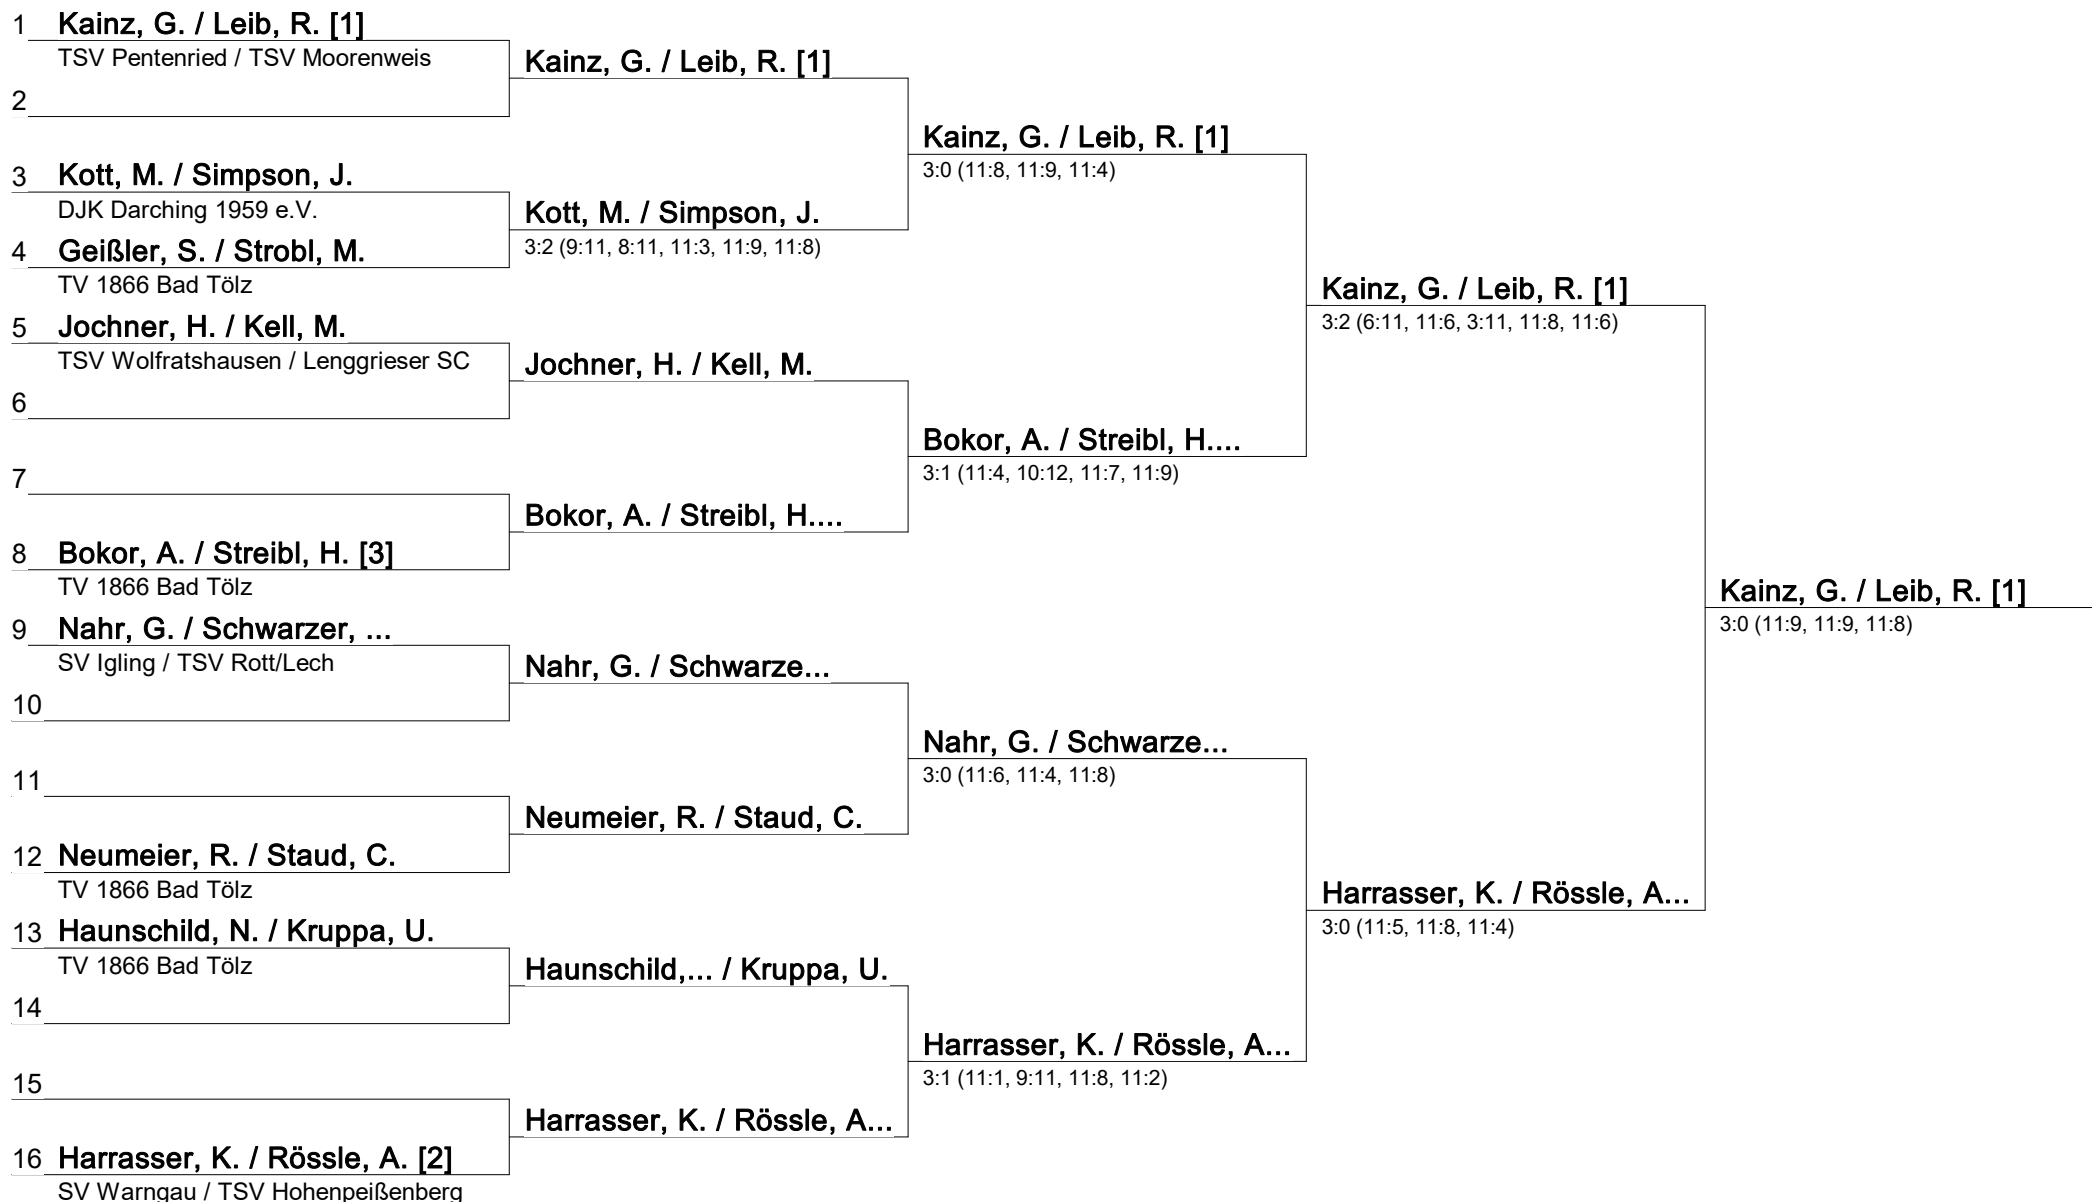 1 Kainz, G. / Leib, R. [1]
TSV Pentenried / TSV Moorenweis
2
3 Kott, M. / Simpson, J.
DJK Darching 1959 e.V.
4 Geißler, S. / Strobl, M.
TV 1866 Bad Tölz
5 Jochner, H. / Kell, M.
TSV Wolfratshausen / Lenggrieser SC
6
7
8 Bokor, A. / Streibl, H. [3]
TV 1866 Bad Tölz
9 Nahr, G. / Schwarzer, ...
SV Igling / TSV Rott/Lech
10
11
12 Neumeier, R. / Staud, C.
TV 1866 Bad Tölz
13 Haunschild, N. / Kruppa, U.
TV 1866 Bad Tölz
14
15
16 Harrasser, K. / Rössle, A. [2]
SV Warngau / TSV Hohenpeißenberg
Kainz, G. / Leib, R. [1]
Kott, M. / Simpson, J.
3:2 (9:11, 8:11, 11:3, 11:9, 11:8)
Jochner, H. / Kell, M.
Bokor, A. / Streibl, H....
Nahr, G. / Schwarze...
Neumeier, R. / Staud, C.
Haunschild,... / Kruppa, U.
Harrasser, K. / Rössle, A...
Kainz, G. / Leib, R. [1]
3:0 (11:8, 11:9, 11:4)
Bokor, A. / Streibl, H....
3:1 (11:4, 10:12, 11:7, 11:9)
Nahr, G. / Schwarze...
3:0 (11:6, 11:4, 11:8)
Harrasser, K. / Rössle, A...
3:1 (11:1, 9:11, 11:8, 11:2)
Kainz, G. / Leib, R. [1]
3:2 (6:11, 11:6, 3:11, 11:8, 11:6)
Harrasser, K. / Rössle, A...
3:0 (11:5, 11:8, 11:4)
Kainz, G. / Leib, R. [1]
3:0 (11:9, 11:9, 11:8)